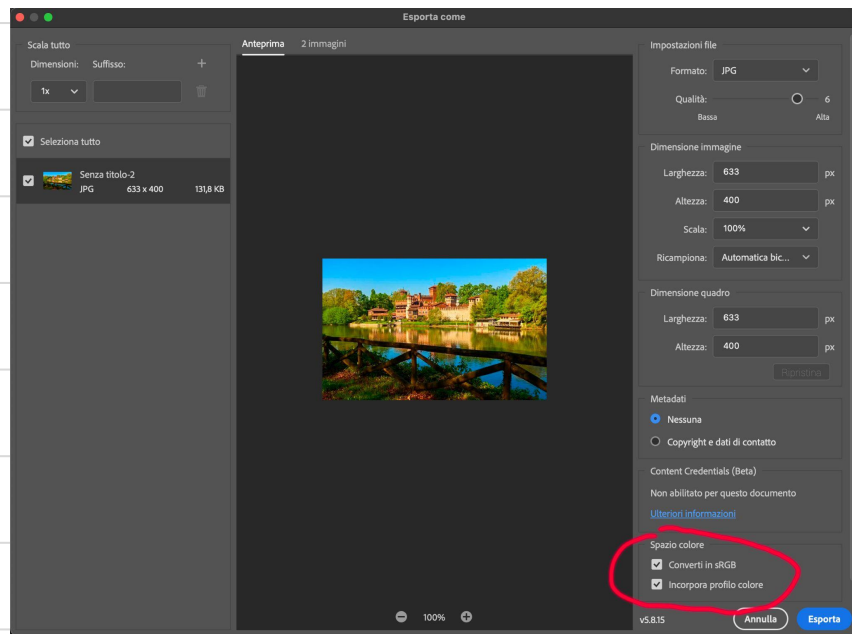 Esporta come
Scala tutto
Dimensioni: Suffisso:
1x
Seleziona tutto
Senza titolo-2
JPG 633 x 400 131,8 KB
Anteprima 2 immagini
100%
Impostazioni file
Formato: JPG
Qualità: 6
Bassa Alta
Dimensione immagine
Larghezza: 633 px
Altezza: 400 px
Scala: 100%
Ricampiona: Automatica bic...
Dimensione quadro
Larghezza: 633 px
Altezza: 400 px
Ripristina
Metadati
Nessuna
Copyright e dati di contatto
Content Credentials (Beta)
Non abilitato per questo documento
Ulteriori informazioni
Spazio colore
Converti in sRGB
Incorpora profilo colore
v5.8.15 Annulla Esporta